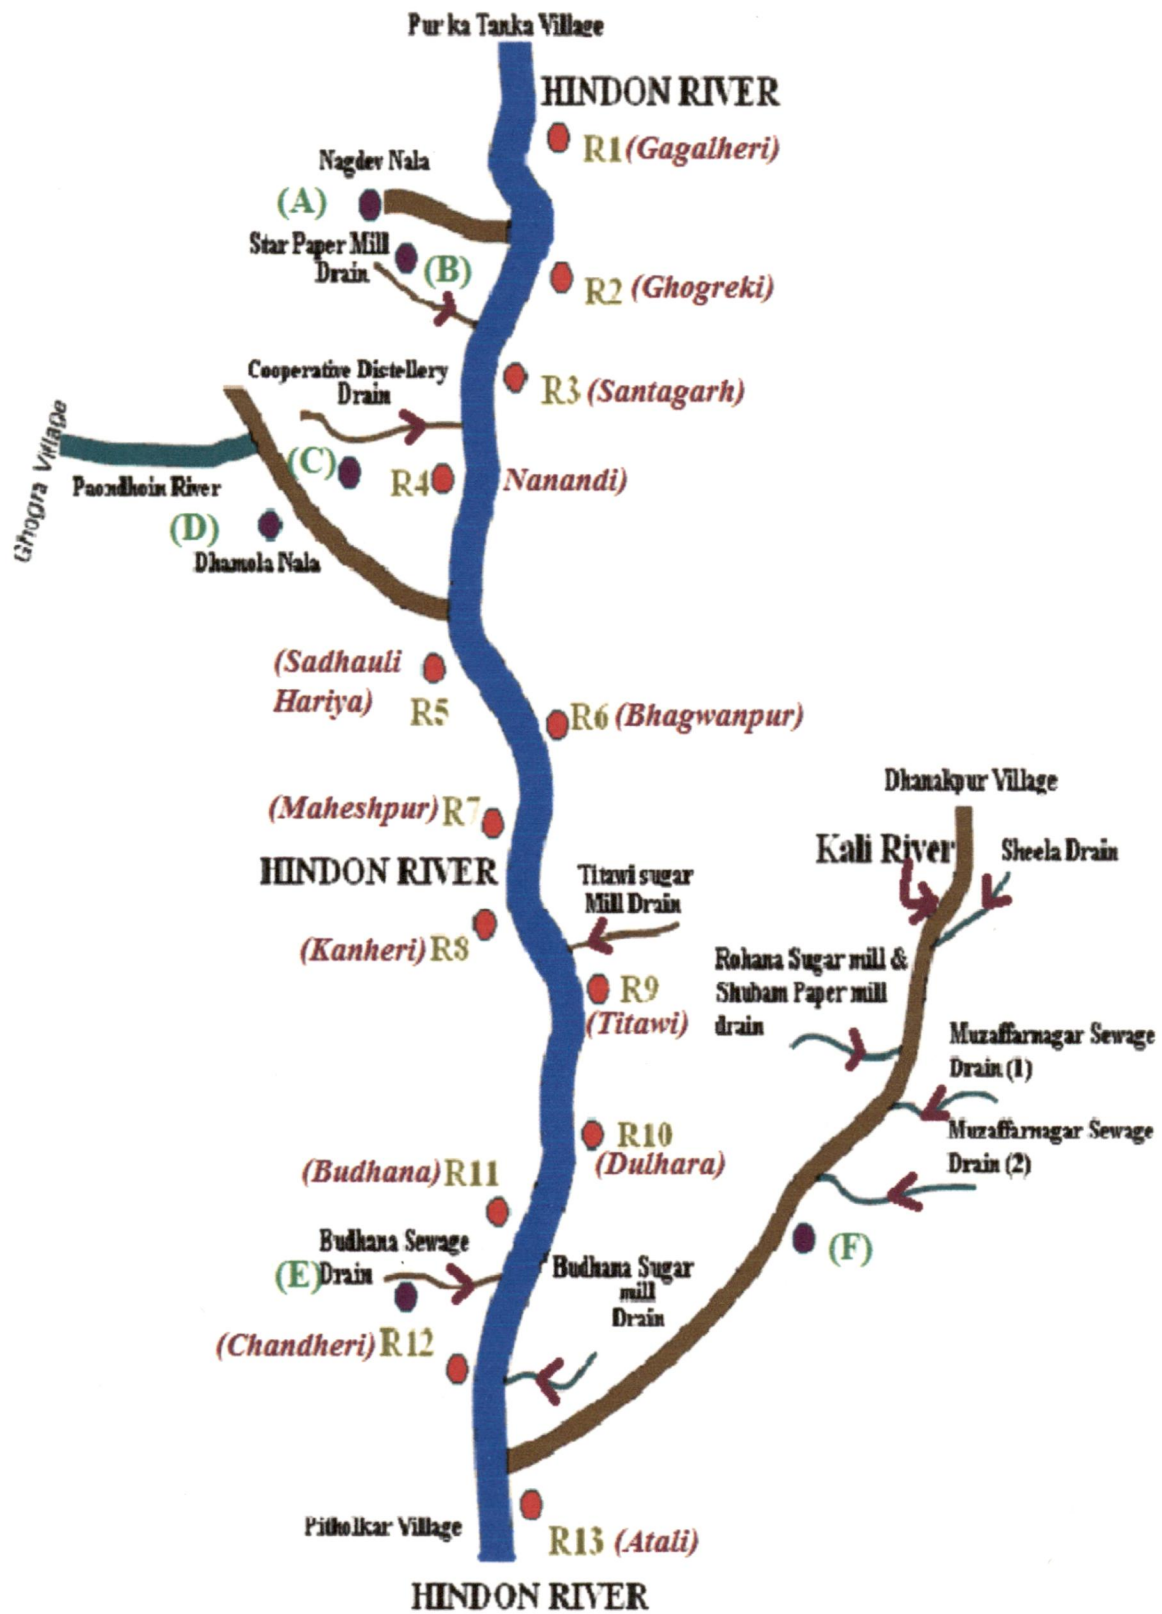 Pur ka Tanka Village
HINDON RIVER
R1 (Gagalheri)
Nagdev Nala
(A)
Star Paper Mill
Drain
(B)
R2 (Ghogreki)
Cooperative Distellery
Drain
R3 (Santagarh)
Ghogra Village
(C)
R4
Nanandi)
Paondhoin River
(D)
Dhamola Nala
(Sadhauli
Hariya)
R5
R6 (Bhagwanpur)
Dhanakpur Village
(Maheshpur) R7
Kali River
Sheela Drain
HINDON RIVER
Titawi sugar
Mill Drain
(Kanheri) R8
Rohana Sugar mill &
Shubam Paper mill
drain
R9
(Titawi)
Muzaffarnagar Sewage
Drain (1)
R10
(Dulhara)
Muzaffarnagar Sewage
Drain (2)
(Budhana) R11
Budhana Sewage
Drain
(E)
(F)
Budhana Sugar
mill
Drain
(Chandheri) R12
Pitholkar Village
R13 (Atali)
HINDON RIVER